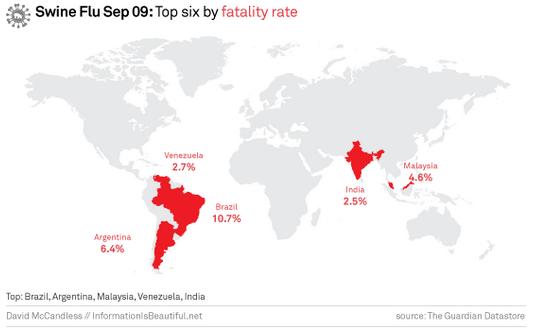 Swine Flu Sep 09: Top six by fatality rate
Venezuela
2.7%
Malaysia
4.6%
India
2.5%
Brazil
10.7%
Argentina
6.4%
Top: Brazil, Argentina, Malaysia, Venezuela, India
David McCandless // InformationIsBeautiful.net
source: The Guardian Datastore